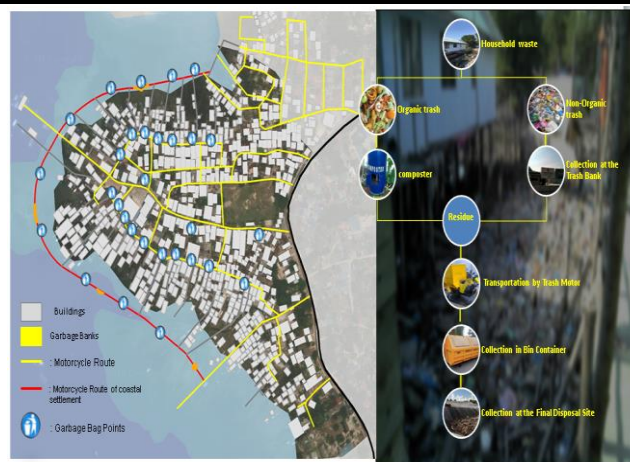 Buildings
Garbage Banks
: Motorcycle Route
: Motorcycle Route of coastal
settlement
: Garbage Bag Points
Household waste
Organic trash
Non-Organic
trash
composter
Collection at the
Trash Bank
Residue
Transportation by Trash Motor
Collection in Bin Container
Collection at the Final Disposal Site